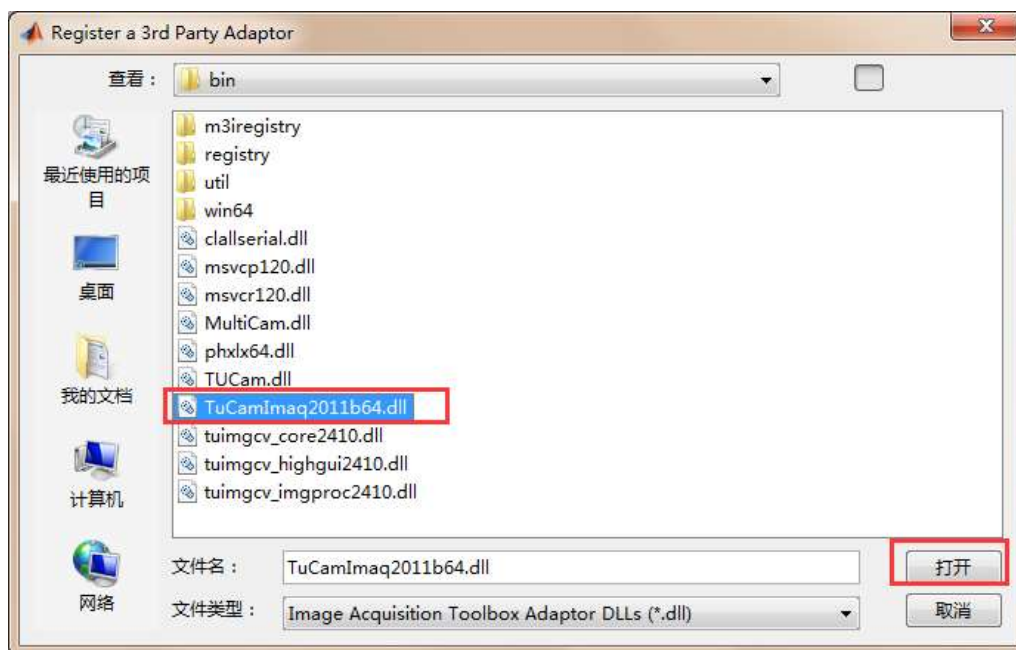 Register a 3rd Party Adaptor
查看：
bin
最近使用的项
目
桌面
我的文档
计算机
网络
m3iregistry
registry
util
win64
clallserial.dll
msvcp120.dll
msvcr120.dll
MultiCam.dll
phxlx64.dll
TUCam.dll
TuCamImaq2011b64.dll
tuimgcv_core2410.dll
tuimgcv_highgui2410.dll
tuimgcv_imgproc2410.dll
文件名：
TuCamImaq2011b64.dll
打开
文件类型：
Image Acquisition Toolbox Adaptor DLLs (*.dll)
取消